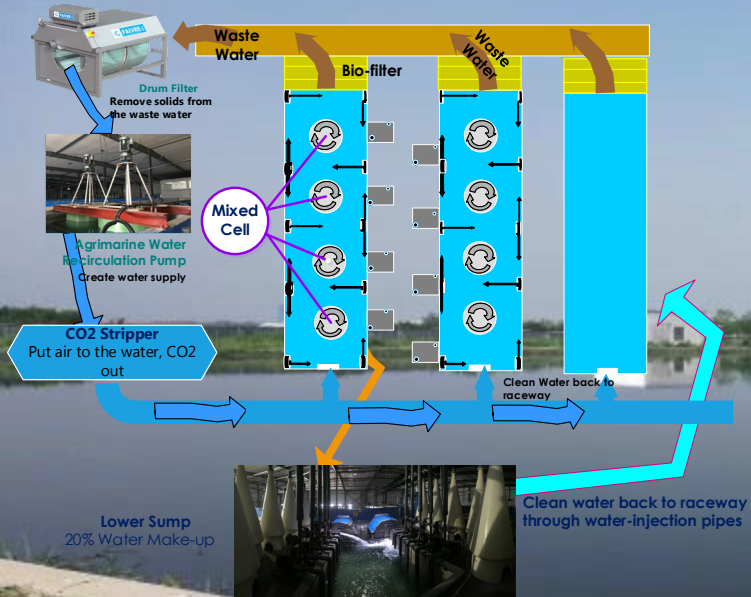 FAIVRE
Waste
Water
Waste
Water
Bio-filter
Drum Filter
Remove solids from
the waste water
Mixed
Cell
Agrimarine Water
Recirculation Pump
Create water supply
CO2 Stripper
Put air to the water, CO2
out
Clean Water back to
raceway
Lower Sump
20% Water Make-up
Clean water back to raceway
through water-injection pipes